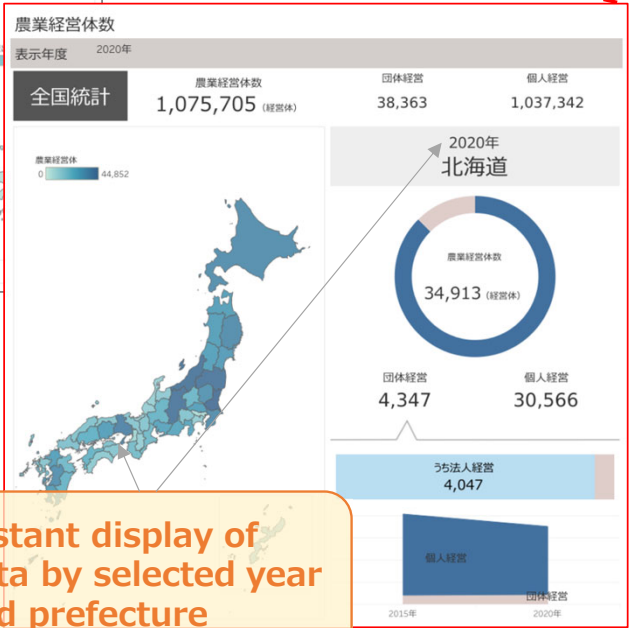 農業経営体数
表示年度 2020年
全国統計
農業経営体数
1,075,705 (経営体)
団体経営
38,363
個人経営
1,037,342
農業経営体
0 44,852
2020年
北海道
農業経営体数
34,913 (経営体)
団体経営
4,347
個人経営
30,566
うち法人経営
4,047
個人経営
団体経営
2015年 2020年
stant display of
ta by selected year
d prefecture